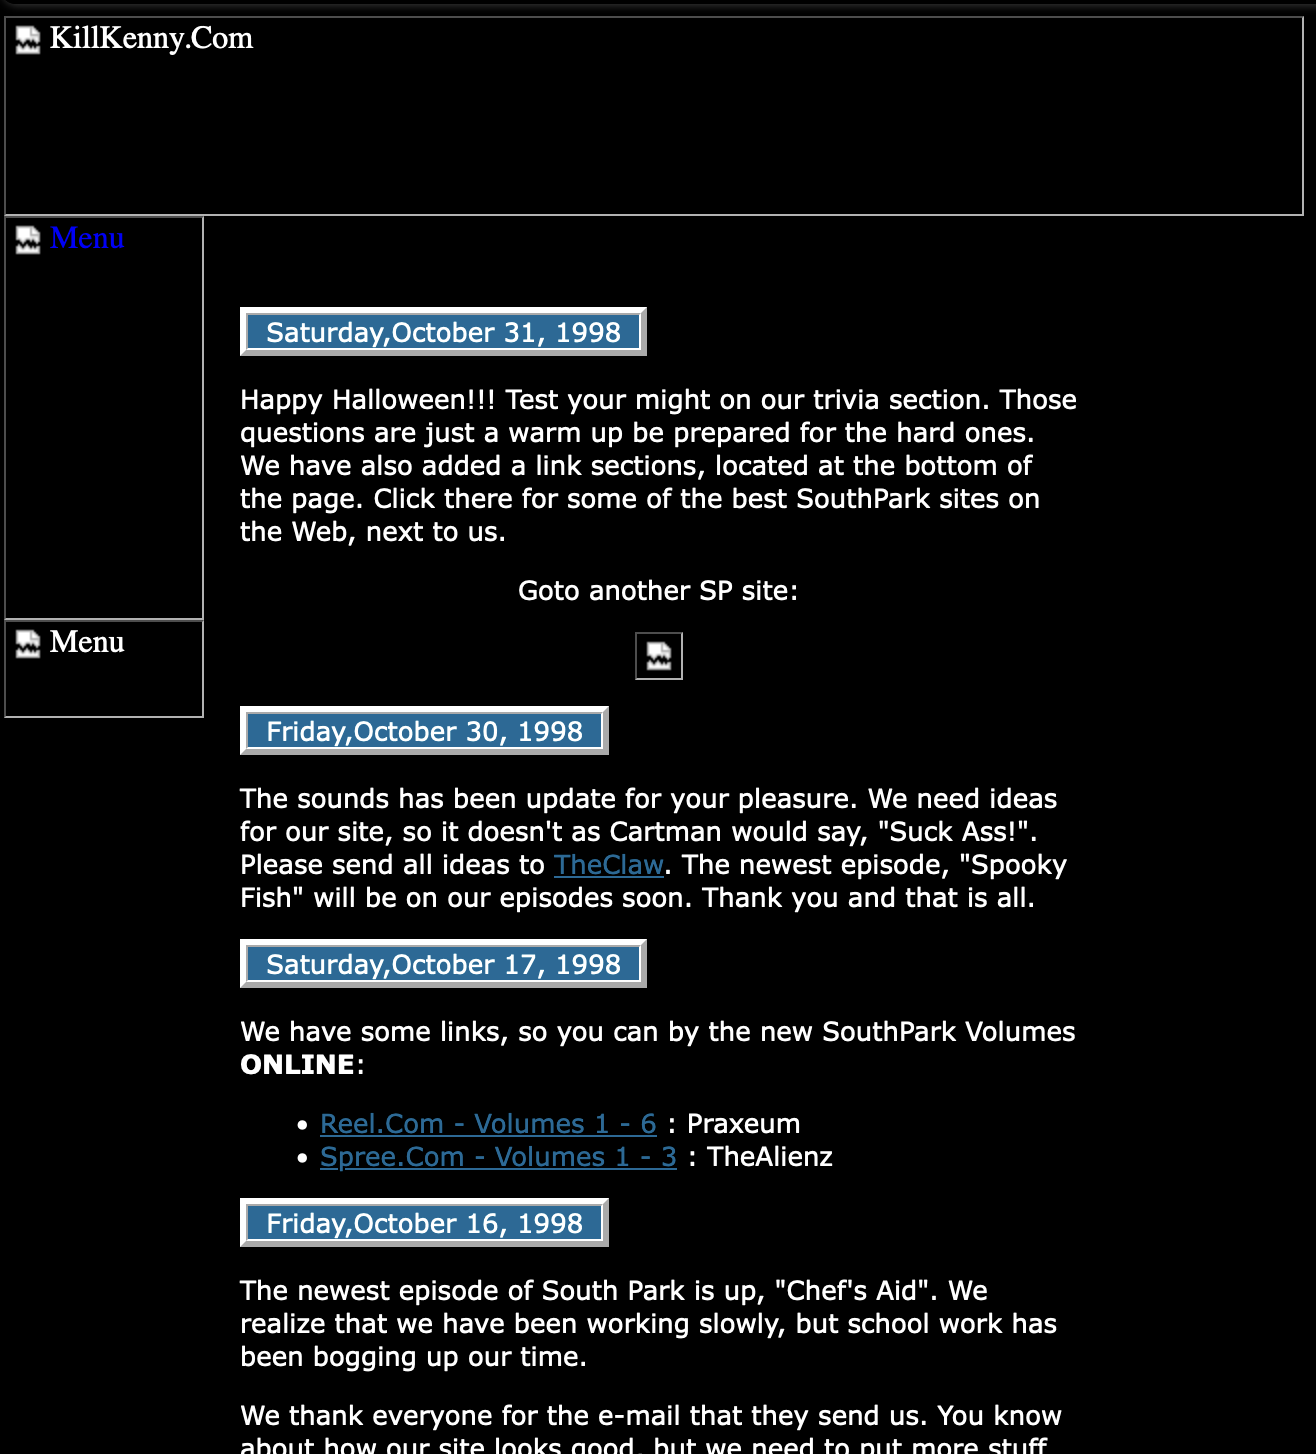 KillKenny.Com
Menu
Menu
Saturday,October 31, 1998
Happy Halloween!!! Test your might on our trivia section. Those
questions are just a warm up be prepared for the hard ones.
We have also added a link sections, located at the bottom of
the page. Click there for some of the best SouthPark sites on
the Web, next to us.
Goto another SP site:
Friday,October 30, 1998
The sounds has been update for your pleasure. We need ideas
for our site, so it doesn't as Cartman would say, "Suck Ass!".
Please send all ideas to TheClaw. The newest episode, "Spooky
Fish" will be on our episodes soon. Thank you and that is all.
Saturday,October 17, 1998
We have some links, so you can by the new SouthPark Volumes
ONLINE:
• Reel.Com - Volumes 1 - 6 : Praxeum
• Spree.Com - Volumes 1 - 3 : TheAlienz
Friday,October 16, 1998
The newest episode of South Park is up, "Chef's Aid". We
realize that we have been working slowly, but school work has
been bogging up our time.
We thank everyone for the e-mail that they send us. You know
about how our site looks good, but we need to put more stuff